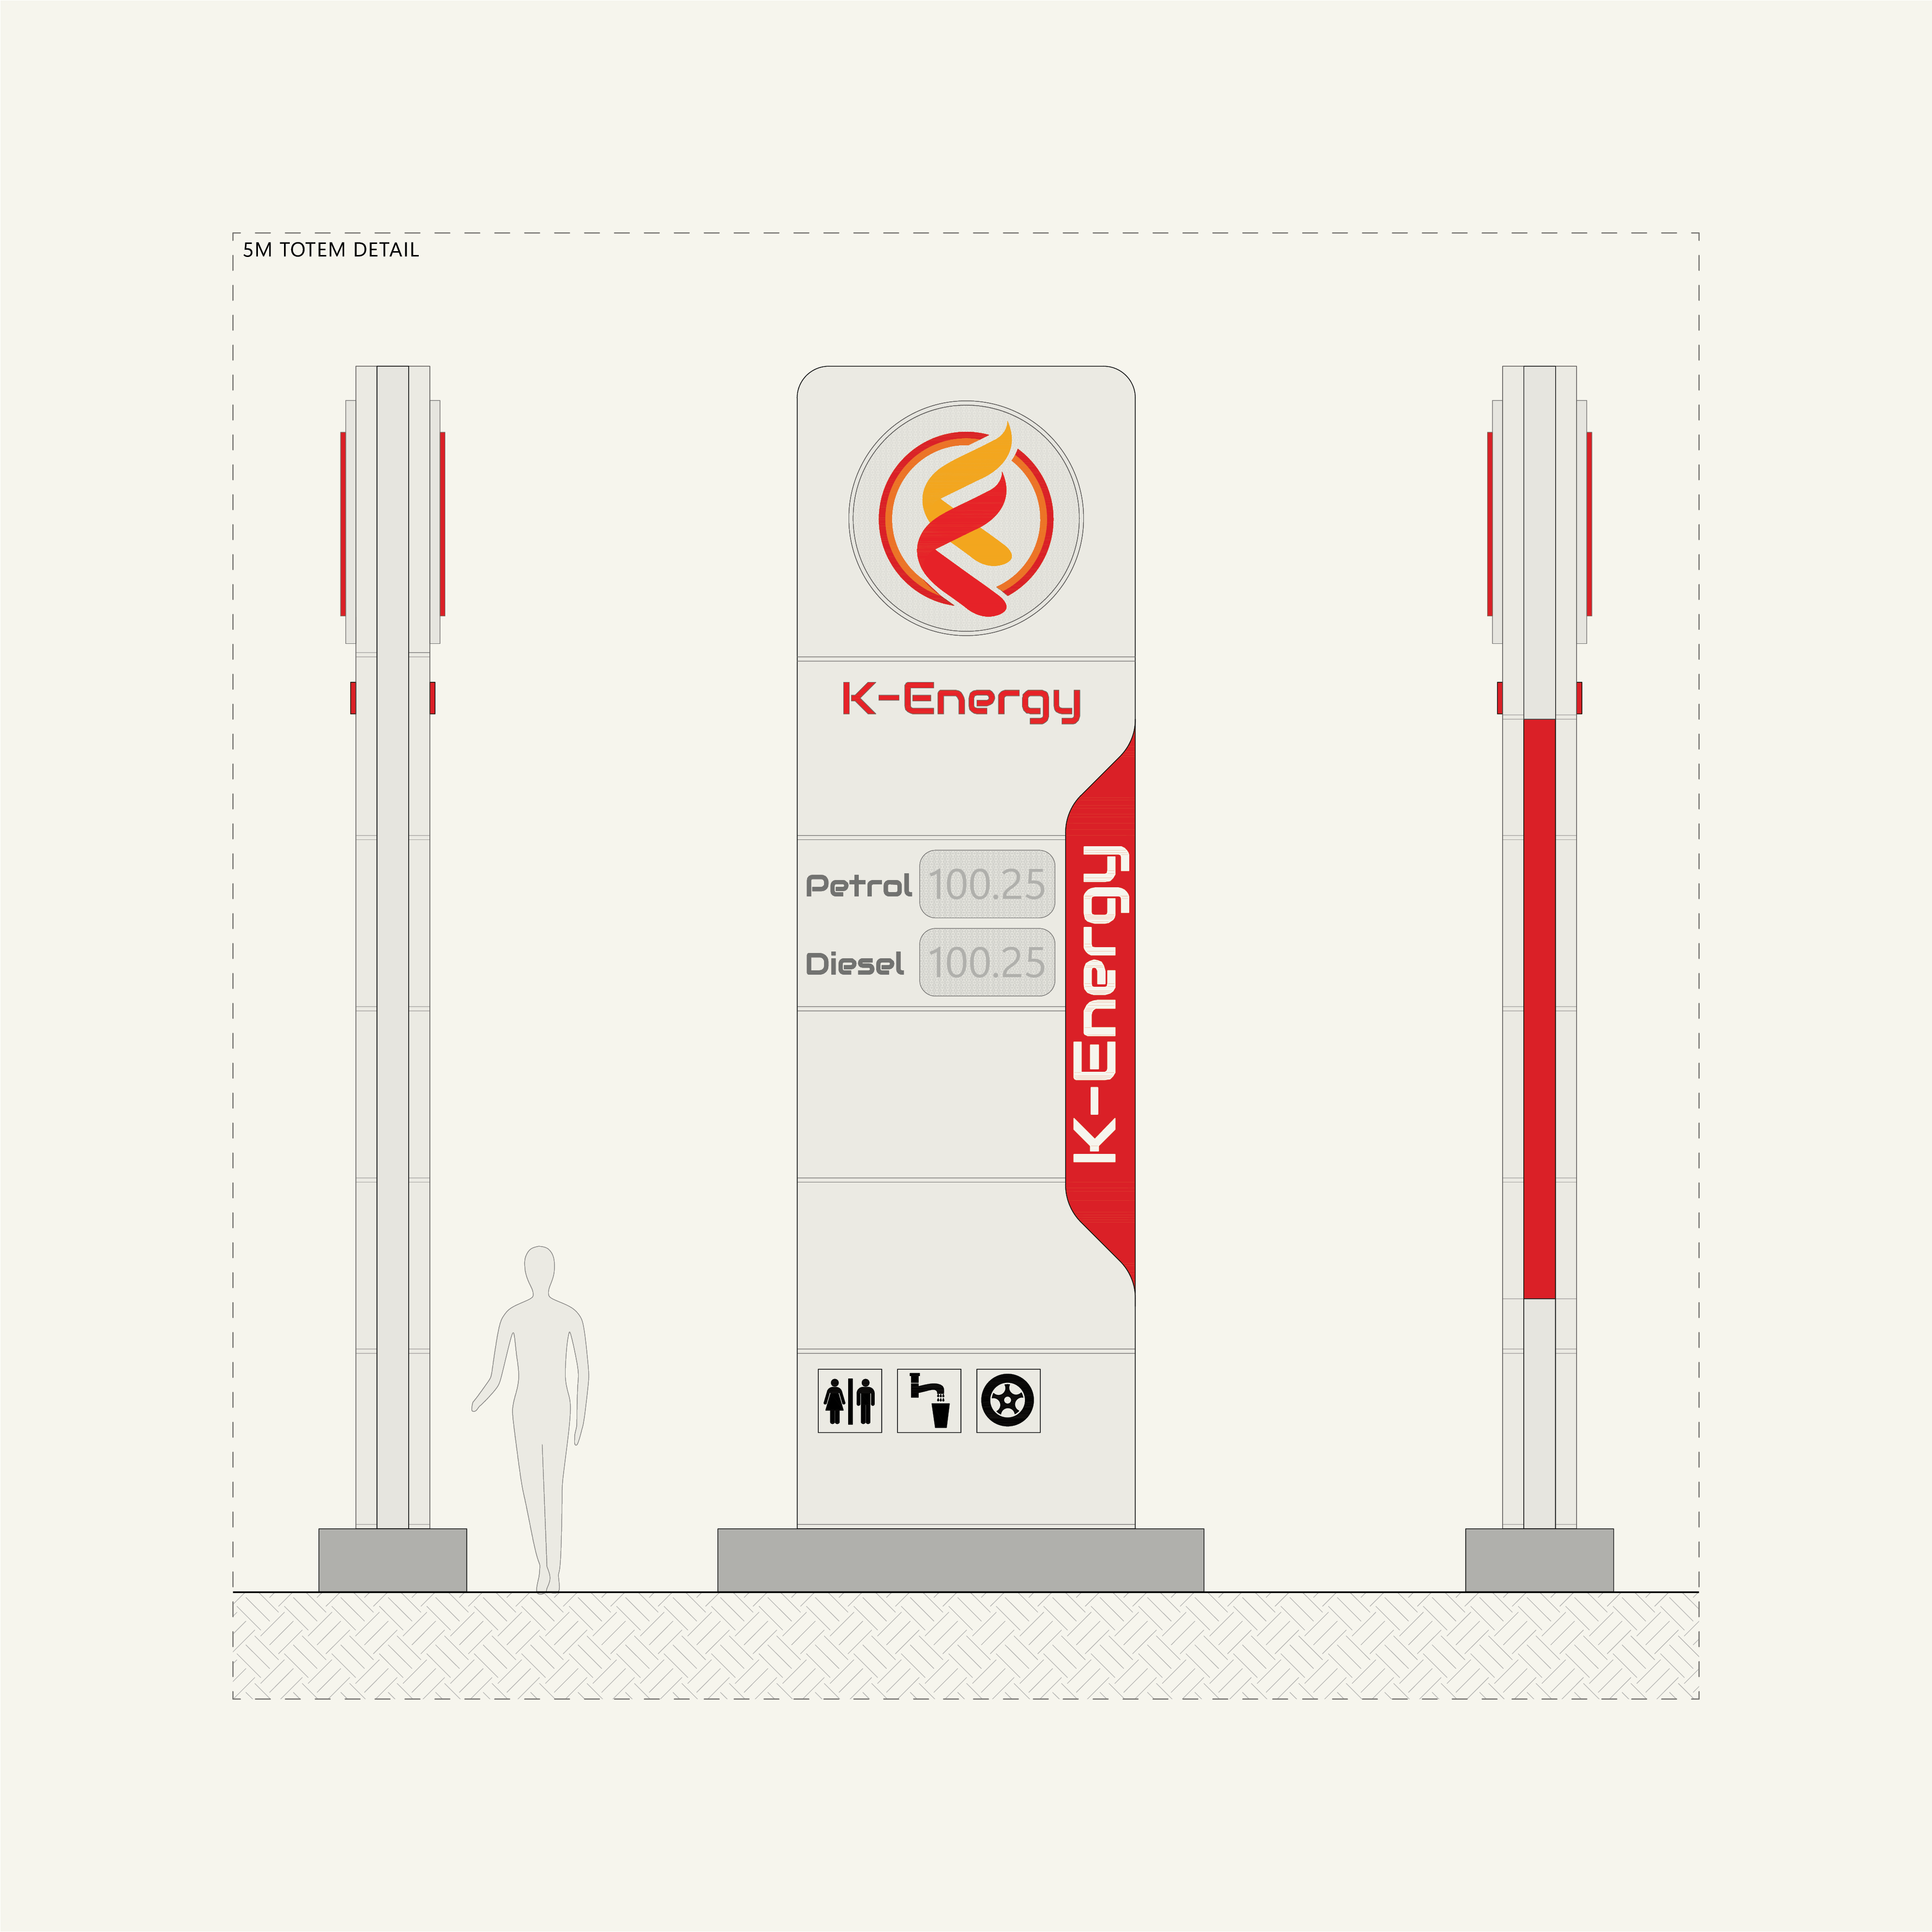 5M TOTEM DETAIL
K-Energy
Petrol 100.25
Diesel 100.25
K-Energy